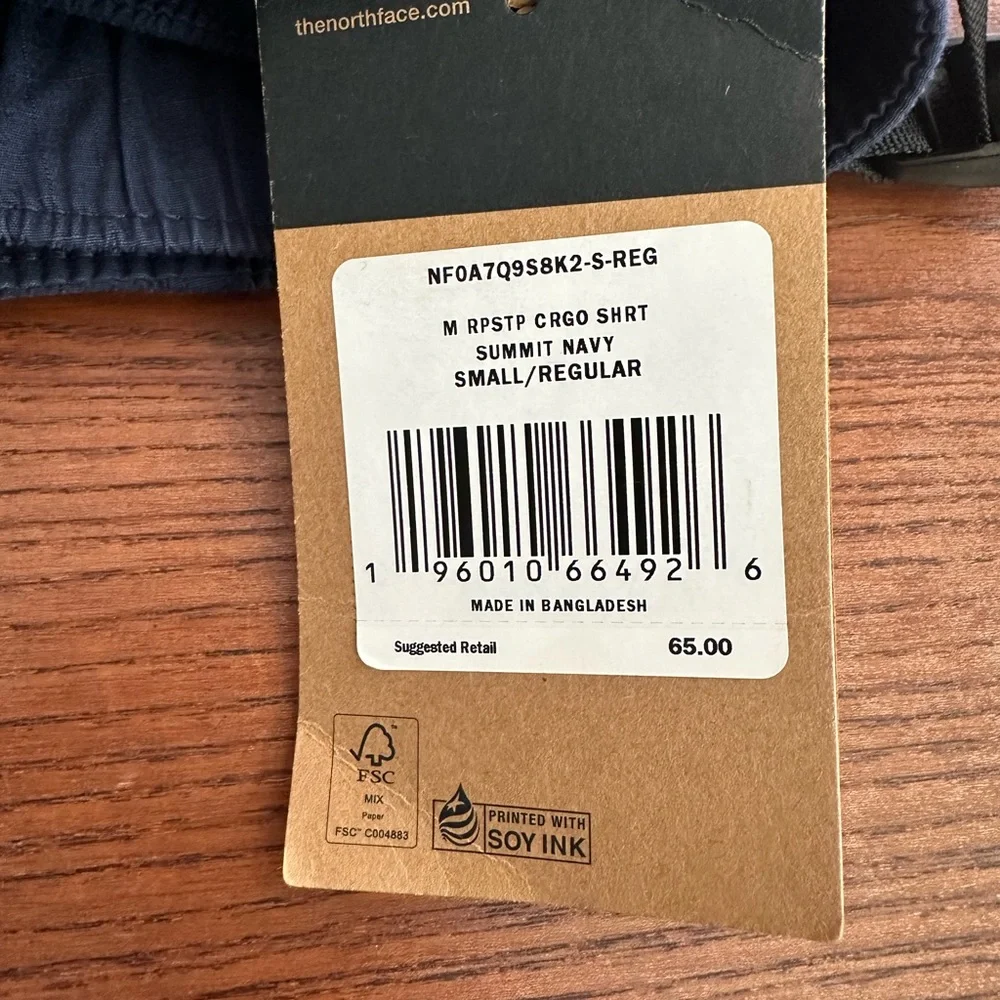 thenorthface.com
NF0A7Q9S8K2-S-REG
M RPSTP CRGO SHRT
SUMMIT NAVY
SMALL/REGULAR
1 96010 66492 6
MADE IN BANGLADESH
Suggested Retail 65.00
FSC
MIX
Paper
FSC™ C004883
PRINTED WITH
SOY INK